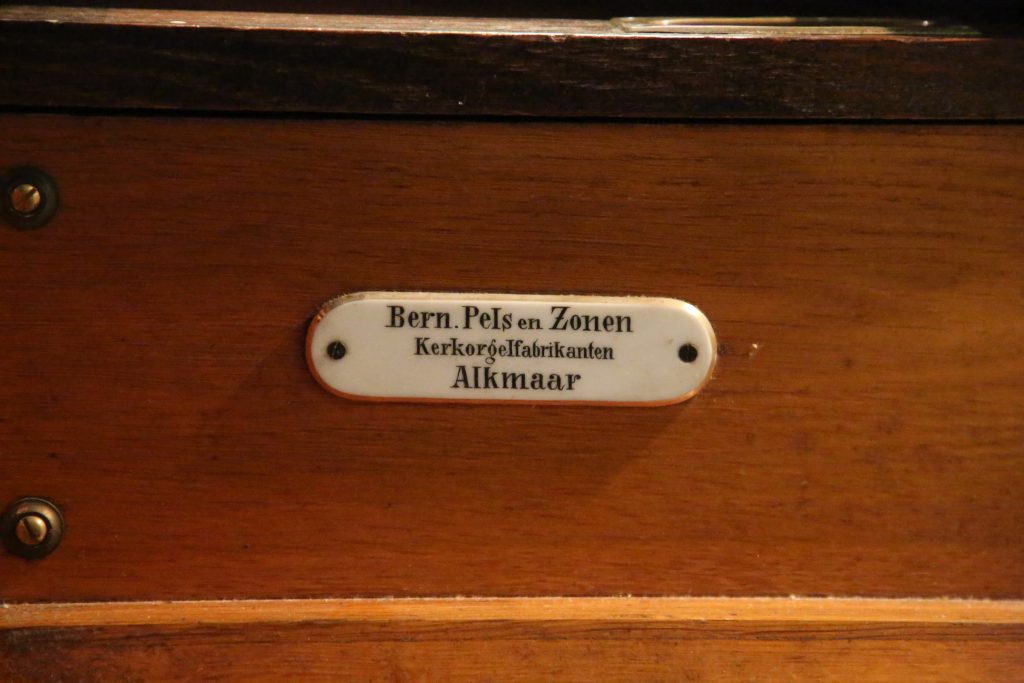 Bern. Pels en Zonen
Kerkorgelfabrikanten
Alkmaar